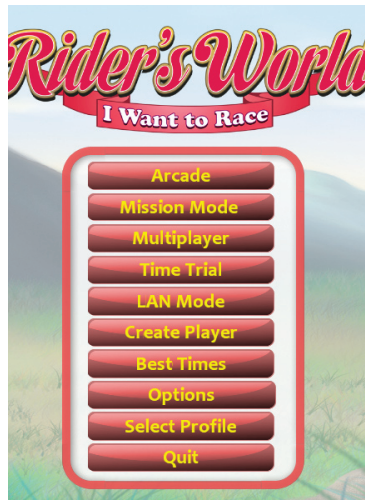 Rider's World
I Want to Race
Arcade
Mission Mode
Multiplayer
Time Trial
LAN Mode
Create Player
Best Times
Options
Select Profile
Quit